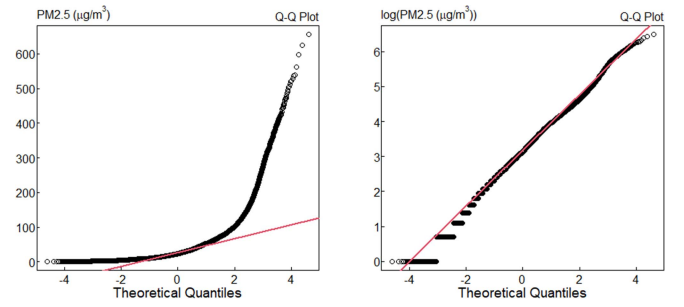 PM2.5 (μg/m³) Q-Q Plot
600
500
400
300
200
100
0
-4 -2 0 2 4
Theoretical Quantiles
log(PM2.5 (μg/m³)) Q-Q Plot
6
5
4
3
2
1
0
-4 -2 0 2 4
Theoretical Quantiles